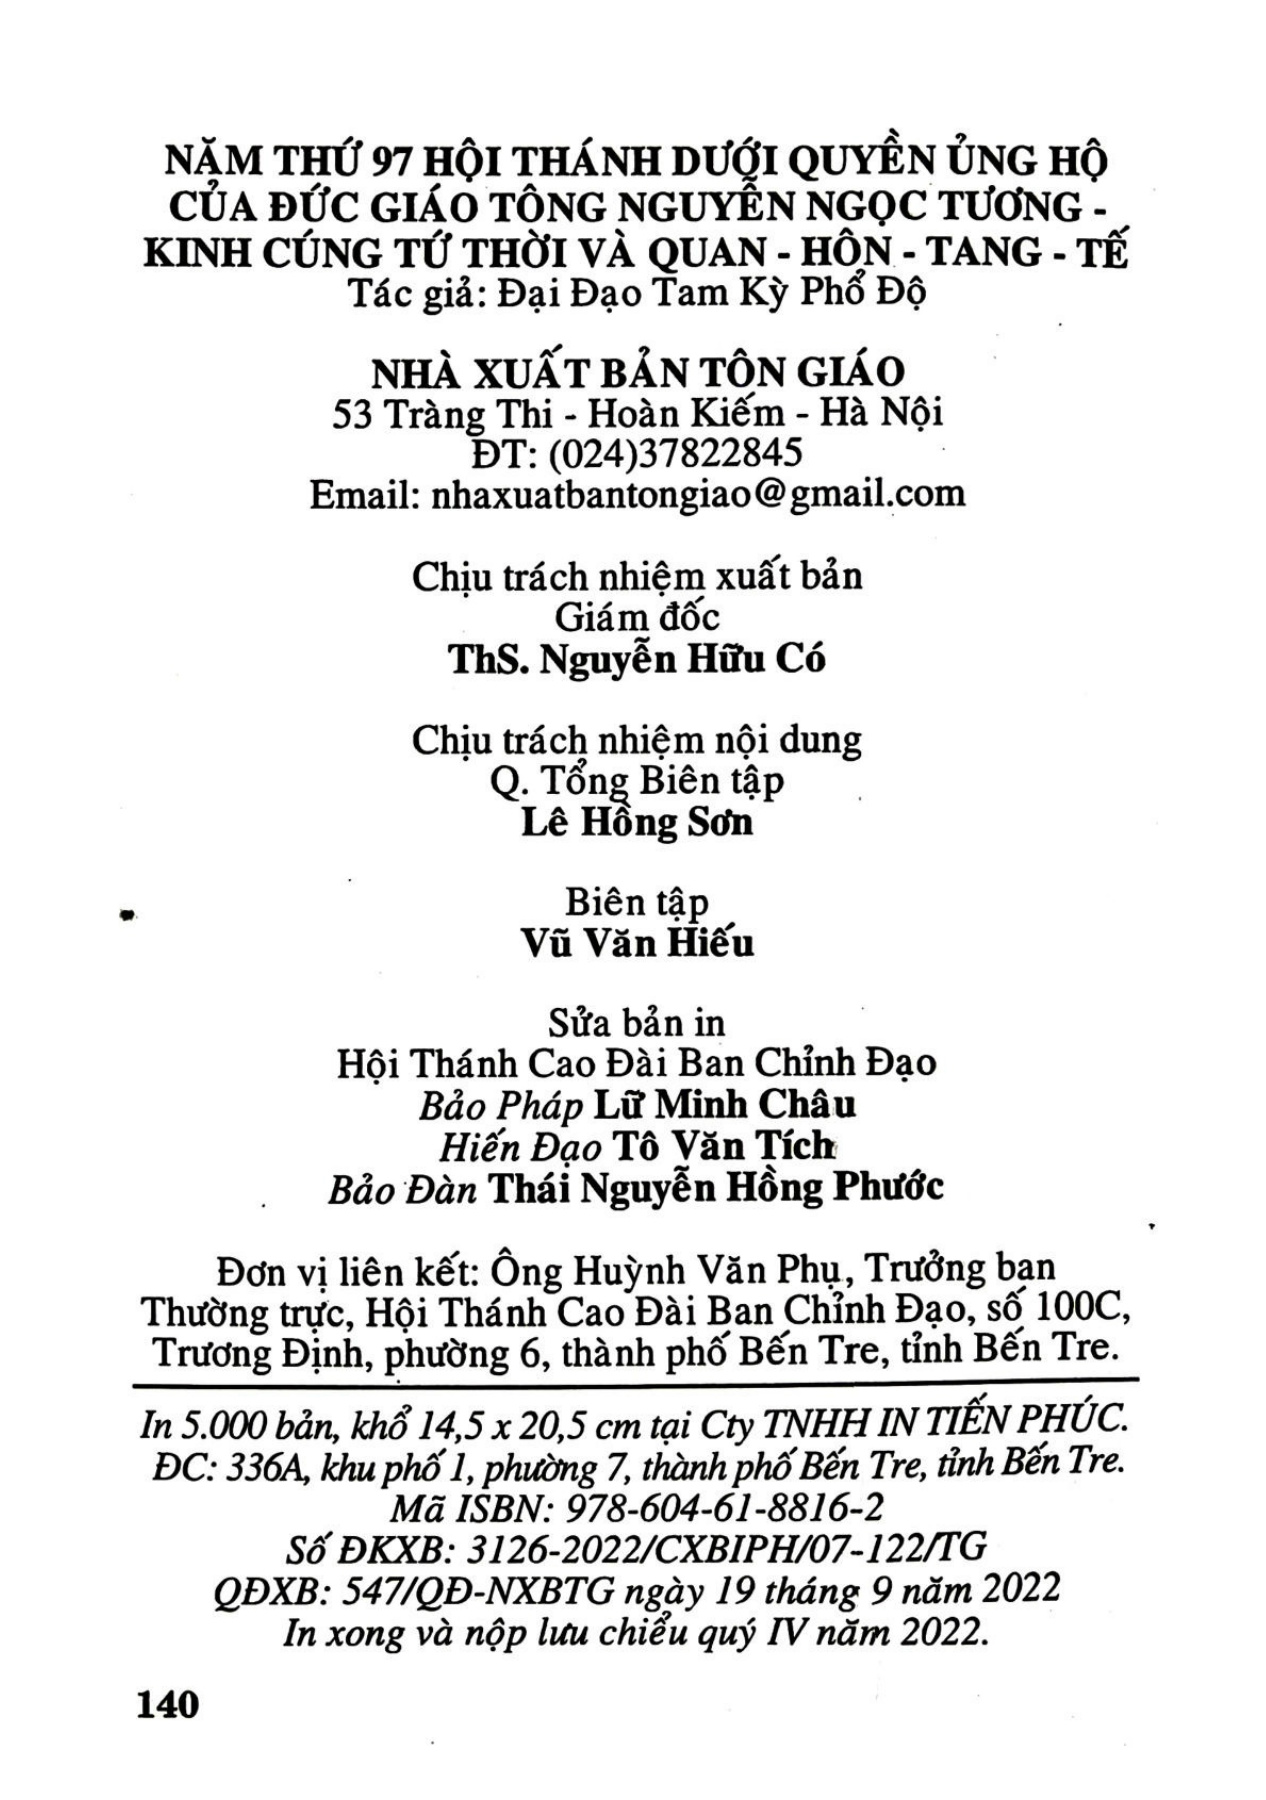 NĂM THỨ 97 HỘI THÁNH DƯỚI QUYỀN ỦNG HỘ
CỦA ĐỨC GIÁO TÔNG NGUYỄN NGỌC TƯƠNG -
KINH CÚNG TỨ THỜI VÀ QUAN - HÔN - TANG - TẾ
Tác giả: Đại Đạo Tam Kỳ Phổ Độ
NHÀ XUẤT BẢN TÔN GIÁO
53 Tràng Thi - Hoàn Kiếm - Hà Nội
ĐT: (024)37822845
Email: nhaxuatbantongiao@gmail.com
Chịu trách nhiệm xuất bản
Giám đốc
ThS. Nguyễn Hữu Có
Chịu trách nhiệm nội dung
Q. Tổng Biên tập
Lê Hồng Sơn
Biên tập
Vũ Văn Hiếu
Sửa bản in
Hội Thánh Cao Đài Ban Chỉnh Đạo
Bảo Pháp Lữ Minh Châu
Hiến Đạo Tô Văn Tích
Bảo Đàn Thái Nguyễn Hồng Phước
Đơn vị liên kết: Ông Huỳnh Văn Phụ, Trưởng bạn
Thường trực, Hội Thánh Cao Đài Ban Chỉnh Đạo, số 100C,
Trương Định, phường 6, thành phố Bến Tre, tỉnh Bến Tre.
In 5.000 bản, khổ 14,5 x 20,5 cm tại Cty TNHH IN TIẾN PHÚC.
ĐC: 336A, khu phố 1, phường 7, thành phố Bến Tre, tỉnh Bến Tre.
Mã ISBN: 978-604-61-8816-2
Số ĐKXB: 3126-2022/CXBIPH/07-122/TG
QĐXB: 547/QĐ-NXBTG ngày 19 tháng 9 năm 2022
In xong và nộp lưu chiểu quý IV năm 2022.
140